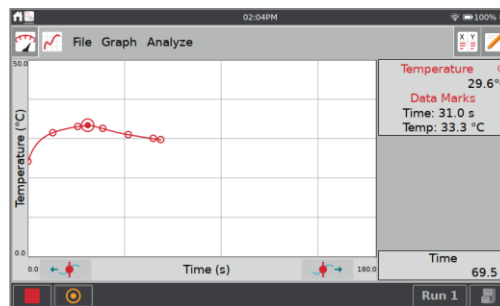 02:04PM
100%
File Graph Analyze
X Y
50.0
Temperature (°C)
0.0
0.0
Time (s)
180.0
Temperature
29.6°
Data Marks
Time: 31.0 s
Temp: 33.3 °C
Time
69.5
Run 1